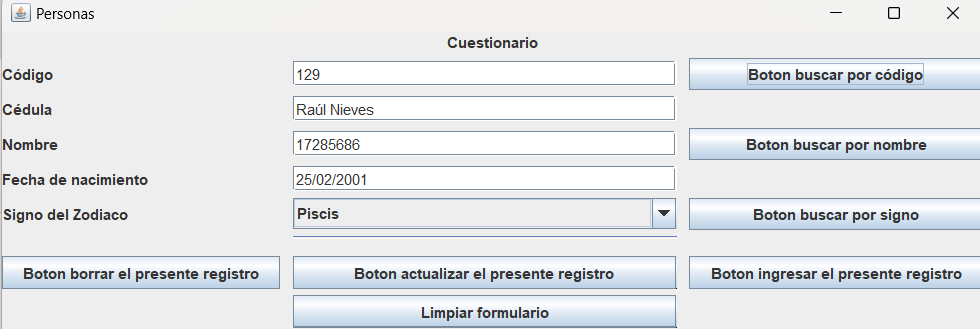 Personas
Cuestionario
Código 129 Boton buscar por código
Cédula Raúl Nieves
Nombre 17285686 Boton buscar por nombre
Fecha de nacimiento 25/02/2001
Signo del Zodiaco Piscis Boton buscar por signo
Boton borrar el presente registro Boton actualizar el presente registro Boton ingresar el presente registro
Limpiar formulario